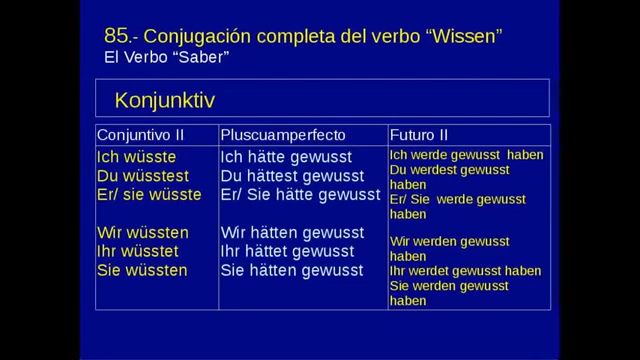 85.- Conjugación completa del verbo “Wissen”
El Verbo “Saber”
Konjunktiv
Conjuntivo II
Ich wüsste
Du wüsstest
Er/ sie wüsste
Wir wüssten
Ihr wüsstet
Sie wüssten
Pluscuamperfecto
Ich hätte gewusst
Du hättest gewusst
Er/ Sie hätte gewusst
Wir hätten gewusst
Ihr hättet gewusst
Sie hätten gewusst
Futuro II
Ich werde gewusst haben
Du werdest gewusst
haben
Er/ Sie werde gewusst
haben
Wir werden gewusst
haben
Ihr werdet gewusst haben
Sie werden gewusst
haben